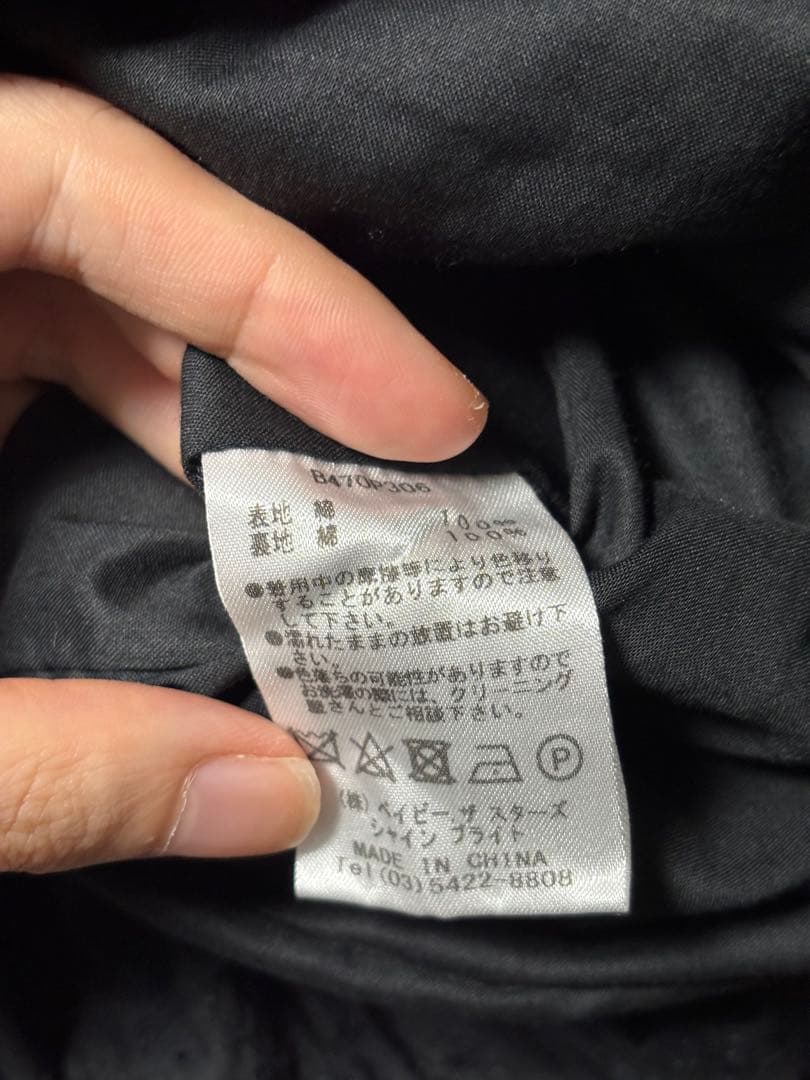 B470P306
表地 綿 100%
裏地 綿 100%
●着用中の摩擦等により色移り
することがありますので注意
して下さい。
●濡れたままの放置はお避け下
さい。
●色落ちの可能性がありますので
お洗濯の際には、クリーニング
屋さんとご相談下さい。
P
(株)ベイビー,ザ スターズ
シャイン ブライト
MADE IN CHINA
Tel(03)5422-8808